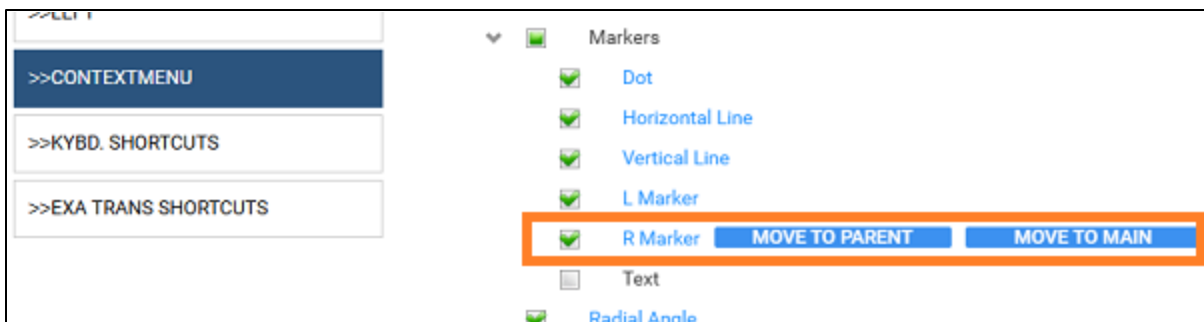 >>LEFT
>>CONTEXTMENU
>>KYBD. SHORTCUTS
>>EXA TRANS SHORTCUTS
Markers
Dot
Horizontal Line
Vertical Line
L Marker
R Marker MOVE TO PARENT MOVE TO MAIN
Text
Radial Angle